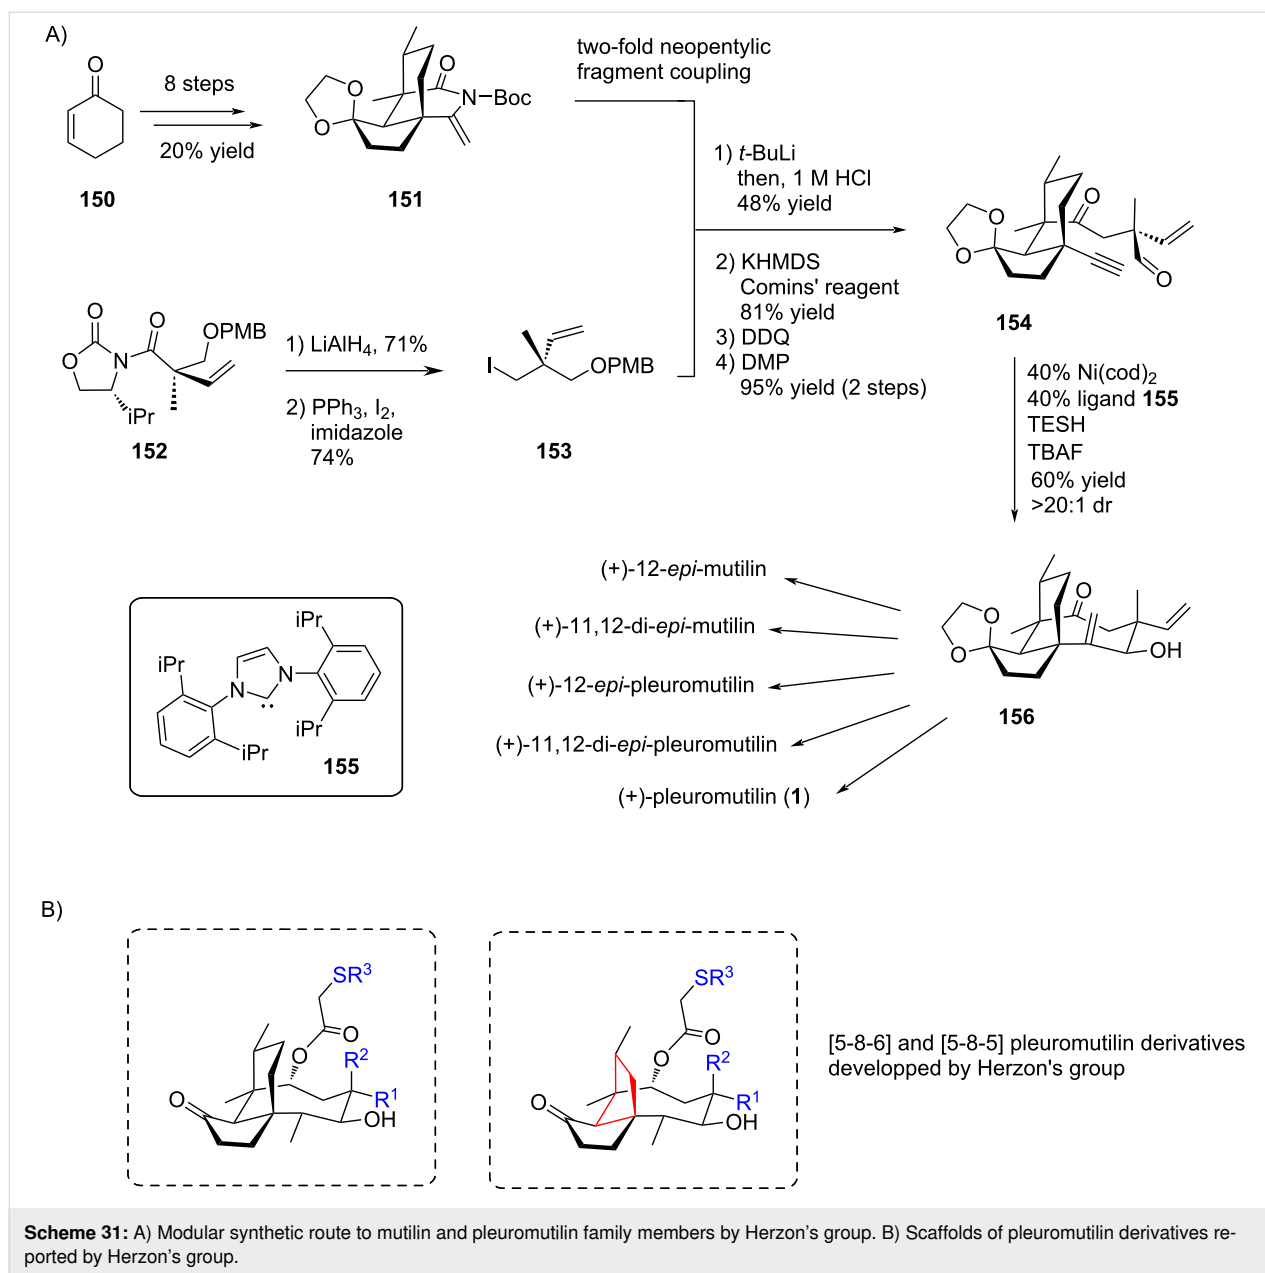 A)
O
150
8 steps
20% yield
O
O
O
N
Boc
151
two-fold neopentylic
fragment coupling
1) t-BuLi
then, 1 M HCl
48% yield
2) KHMDS
Comins' reagent
81% yield
3) DDQ
4) DMP
95% yield (2 steps)
O
O
O
O
154
O
O
N
O
OPMB
iPr
152
1) LiAlH4, 71%
2) PPh3, I2,
imidazole
74%
I
OPMB
153
40% Ni(cod)2
40% ligand 155
TESH
TBAF
60% yield
>20:1 dr
iPr
iPr
N
N
iPr
iPr
155
(+)-12-epi-mutilin
(+)-11,12-di-epi-mutilin
(+)-12-epi-pleuromutilin
(+)-11,12-di-epi-pleuromutilin
(+)-pleuromutilin (1)
O
O
O
OH
156
B)
SR3
O
O
R2
R1
O
OH
SR3
O
O
R2
R1
O
OH
[5-8-6] and [5-8-5] pleuromutilin derivatives
developped by Herzon's group
Scheme 31: A) Modular synthetic route to mutilin and pleuromutilin family members by Herzon's group. B) Scaffolds of pleuromutilin derivatives re-
ported by Herzon's group.